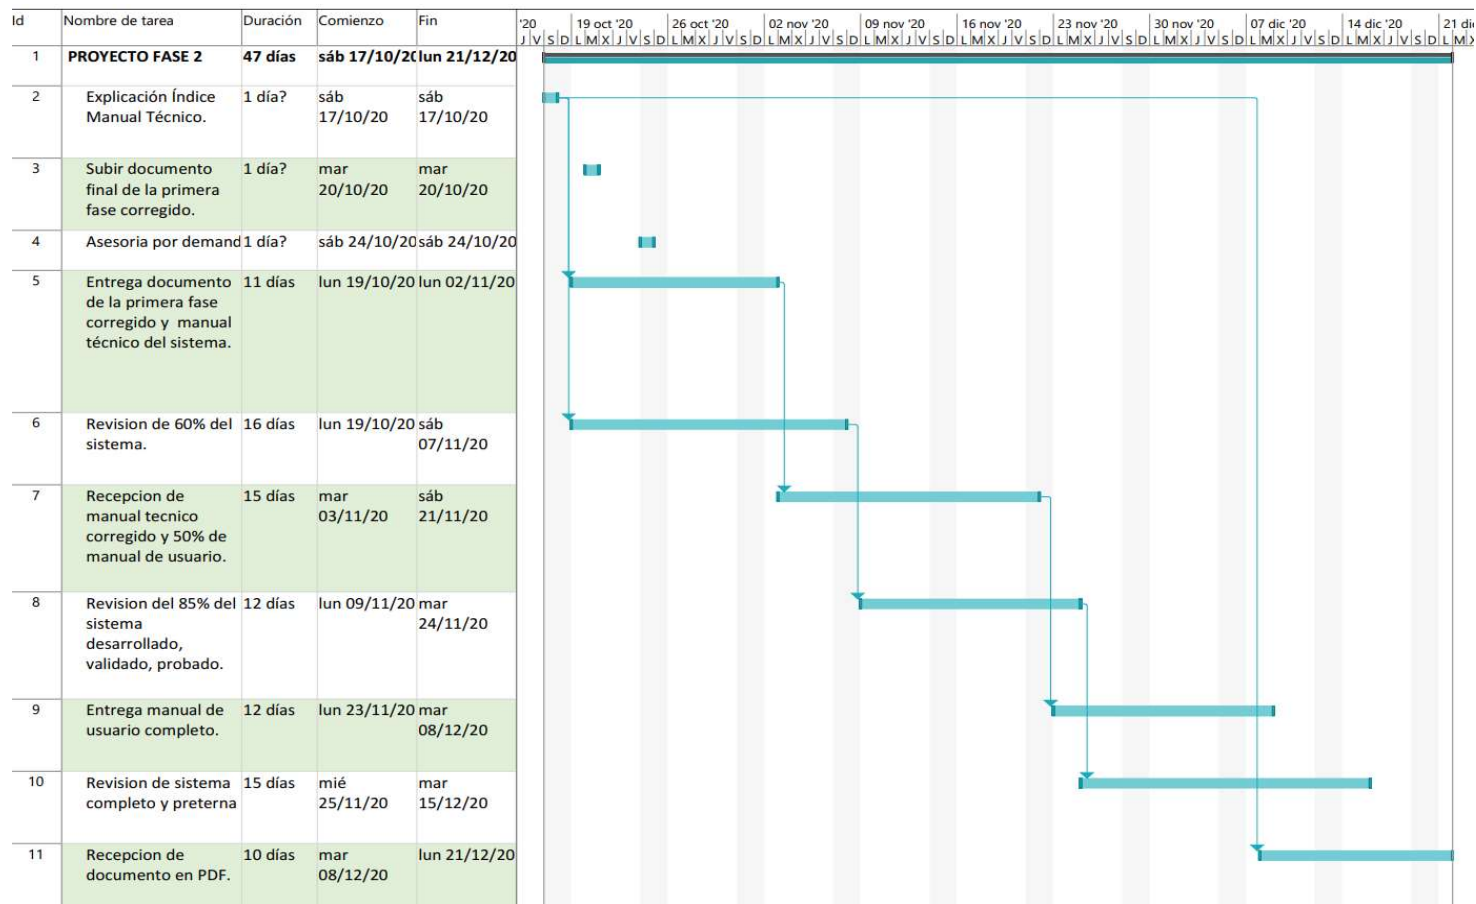 Id Nombre de tarea Duración Comienzo Fin '20 19 oct '20 26 oct '20 02 nov '20 09 nov '20 16 nov '20 23 nov '20 30 nov '20 07 dic '20 14 dic '20 21 dic
J V S D L M X J V S D L M X J V S D L M X J V S D L M X J V S D L M X J V S D L M X J V S D L M X J V S D L M X J V S D L M X J V S D L M X
1 PROYECTO FASE 2 47 días sáb 17/10/20 lun 21/12/20
2 Explicación Índice 1 día? sáb sáb
Manual Técnico. 17/10/20 17/10/20
3 Subir documento 1 día? mar mar
final de la primera 20/10/20 20/10/20
fase corregido.
4 Asesoria por demand 1 día? sáb 24/10/20 sáb 24/10/20
5 Entrega documento 11 días lun 19/10/20 lun 02/11/20
de la primera fase
corregido y manual
técnico del sistema.
6 Revision de 60% del 16 días lun 19/10/20 sáb
sistema. 07/11/20
7 Recepcion de 15 días mar sáb
manual tecnico 03/11/20 21/11/20
corregido y 50% de
manual de usuario.
8 Revision del 85% del 12 días lun 09/11/20 mar
sistema 24/11/20
desarrollado,
validado, probado.
9 Entrega manual de 12 días lun 23/11/20 mar
usuario completo. 08/12/20
10 Revision de sistema 15 días mié mar
completo y preterna 25/11/20 15/12/20
11 Recepcion de 10 días mar lun 21/12/20
documento en PDF. 08/12/20